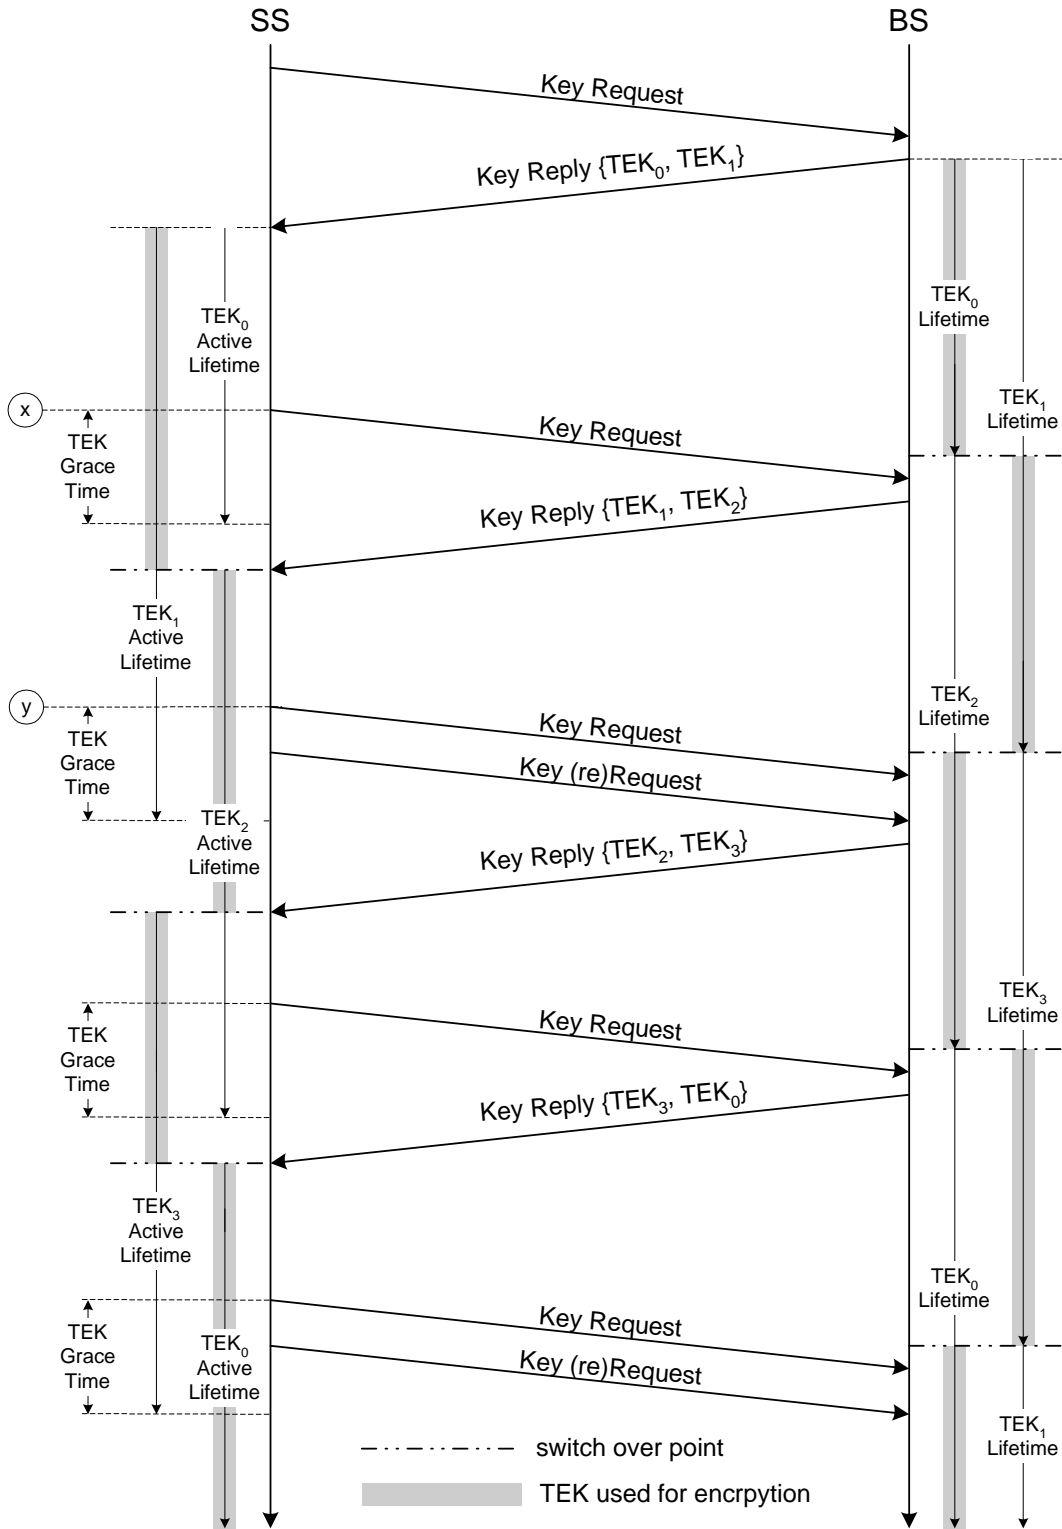 SS
BS
Key Request
Key Reply {TEK₀, TEK₁}
TEK₀
Lifetime
TEK₀
Active
Lifetime
TEK₁
Lifetime
x
TEK
Grace
Time
Key Request
Key Reply {TEK₁, TEK₂}
TEK₁
Active
Lifetime
TEK₂
Lifetime
y
TEK
Grace
Time
Key Request
Key (re)Request
TEK₂
Active
Lifetime
Key Reply {TEK₂, TEK₃}
TEK₃
Lifetime
TEK
Grace
Time
Key Request
Key Reply {TEK₃, TEK₀}
TEK₃
Active
Lifetime
TEK₀
Lifetime
TEK
Grace
Time
Key Request
Key (re)Request
TEK₀
Active
Lifetime
TEK₁
Lifetime
switch over point
TEK used for encrpytion